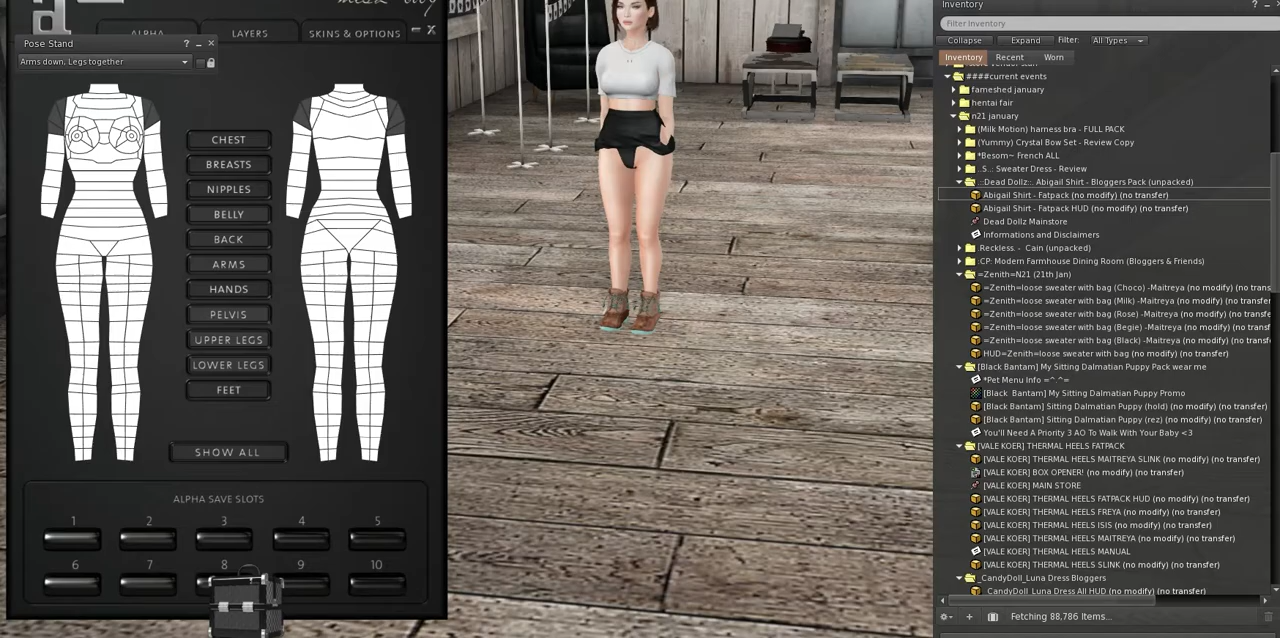 ALPHA
LAYERS
SKINS & OPTIONS
Pose Stand
Arms down, Legs together
CHEST
BREASTS
NIPPLES
BELLY
BACK
ARMS
HANDS
PELVIS
UPPER LEGS
LOWER LEGS
FEET
SHOW ALL
ALPHA SAVE SLOTS
1 2 3 4 5
6 7 8 9 10
Inventory
Filter Inventory
Collapse Expand Filter: All Types
Inventory Recent Worn
####current events
fameshed january
hentai fair
n21 january
(Milk Motion) harness bra - FULL PACK
(Yummy) Crystal Bow Set - Review Copy
*Besom~ French ALL
..S..: Sweater Dress - Review
.::Dead Dollz::. Abigail Shirt - Bloggers Pack (unpacked)
Abigail Shirt - Fatpack (no modify) (no transfer)
Abigail Shirt - Fatpack HUD (no modify) (no transfer)
Dead Dollz Mainstore
Informations and Disclaimers
.Reckless. - Cain (unpacked)
:CP: Modern Farmhouse Dining Room (Bloggers & Friends)
=Zenith=N21 (21th Jan)
=Zenith=loose sweater with bag (Choco) -Maitreya (no modify) (no trans
=Zenith=loose sweater with bag (Milk) -Maitreya (no modify) (no transfe
=Zenith=loose sweater with bag (Rose) -Maitreya (no modify) (no transf
=Zenith=loose sweater with bag (Begie) -Maitreya (no modify) (no transf
=Zenith=loose sweater with bag (Black) -Maitreya (no modify) (no transf
HUD=Zenith=loose sweater with bag (no modify) (no transfer)
[Black Bantam] My Sitting Dalmatian Puppy Pack wear me
*Pet Menu Info =^.^=
[Black Bantam] My Sitting Dalmatian Puppy Promo
[Black Bantam] Sitting Dalmatian Puppy (hold) (no modify) (no transfer)
[Black Bantam] Sitting Dalmatian Puppy (rez) (no modify) (no transfer)
You'll Need A Priority 3 AO To Walk With Your Baby <3
[VALE KOER] THERMAL HEELS FATPACK
[VALE KOER] THERMAL HEELS MAITREYA SLINK (no modify) (no transfer)
[VALE KOER] BOX OPENER! (no modify) (no transfer)
[VALE KOER] MAIN STORE
[VALE KOER] THERMAL HEELS FATPACK HUD (no modify) (no transfer)
[VALE KOER] THERMAL HEELS FREYA (no modify) (no transfer)
[VALE KOER] THERMAL HEELS ISIS (no modify) (no transfer)
[VALE KOER] THERMAL HEELS MAITREYA (no modify) (no transfer)
[VALE KOER] THERMAL HEELS MANUAL
[VALE KOER] THERMAL HEELS SLINK (no modify) (no transfer)
_CandyDoll_Luna Dress Bloggers
_CandyDoll_Luna Dress All HUD (no modify) (no transfer)
Fetching 88,786 Items...